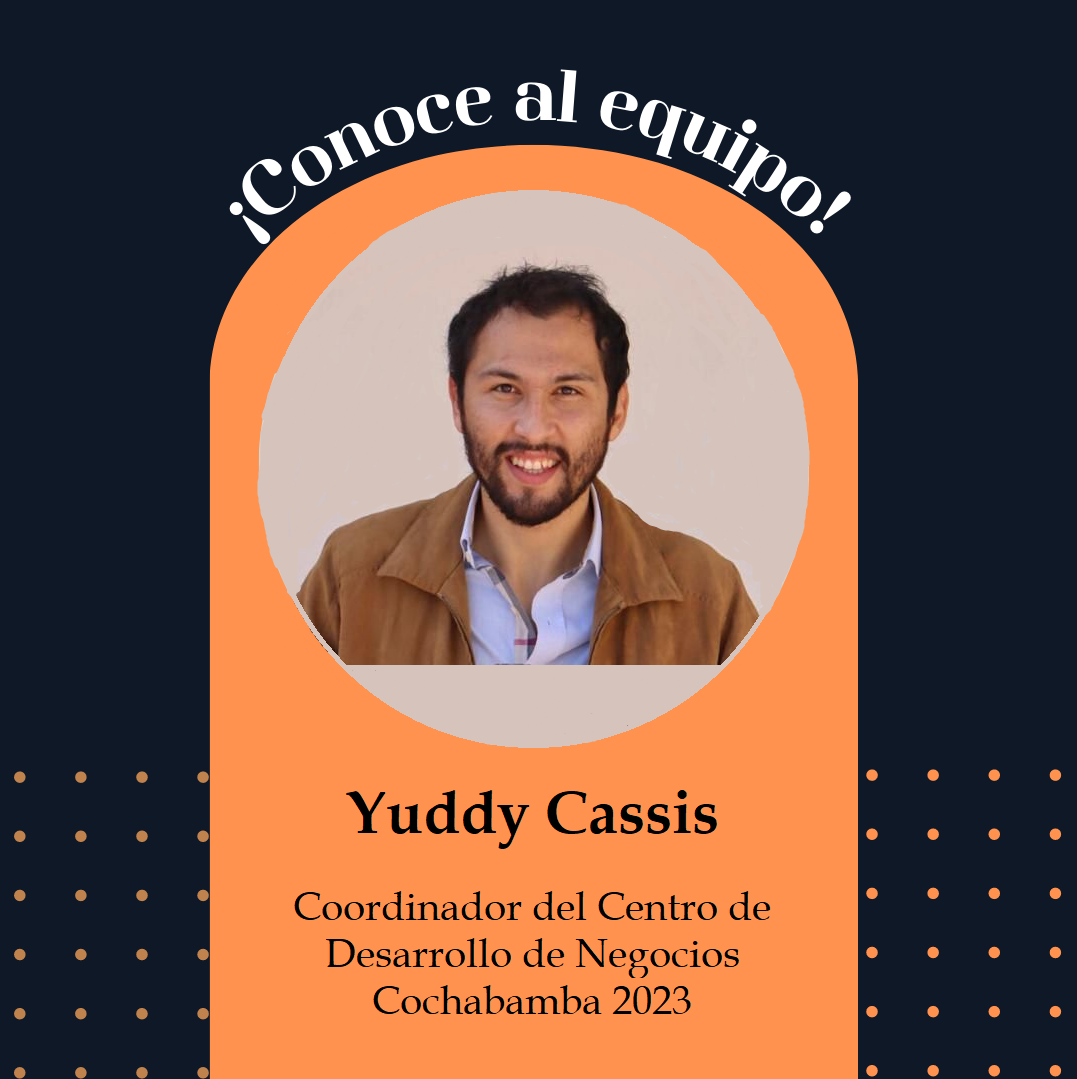 ¡Conoce al equipo!
Yuddy Cassis
Coordinador del Centro de
Desarrollo de Negocios
Cochabamba 2023